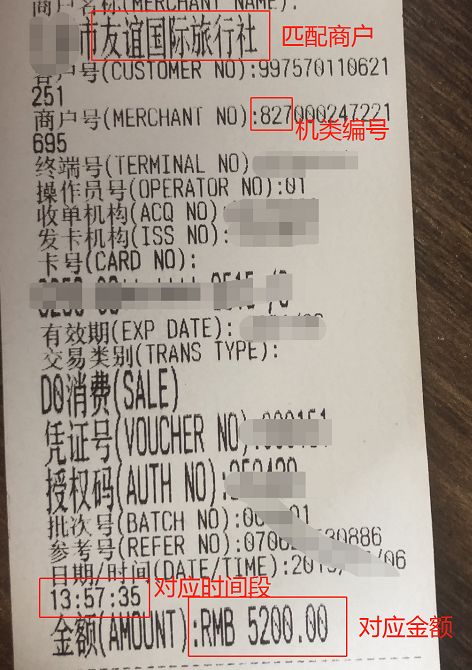 商户名称(MERCHANT NAME):
市友谊国际旅行社 匹配商户
客户号(CUSTOMER NO):997570110621
251
商户号(MERCHANT NO):827000247221
695 机类编号
终端号(TERMINAL NO)
操作员号(OPERATOR NO):01
收单机构(ACQ NO)
发卡机构(ISS NO):
卡号(CARD NO):
有效期(EXP DATE):
交易类别(TRANS TYPE):
DQ消费(SALE)
凭证号(VOUCHER NO):
授权码(AUTH NO):
批次号(BATCH NO):
参考号(REFER NO):
日期/时间(DATE/TIME):
13:57:35 对应时间段
金额(AMOUNT):RMB 5200.00 对应金额